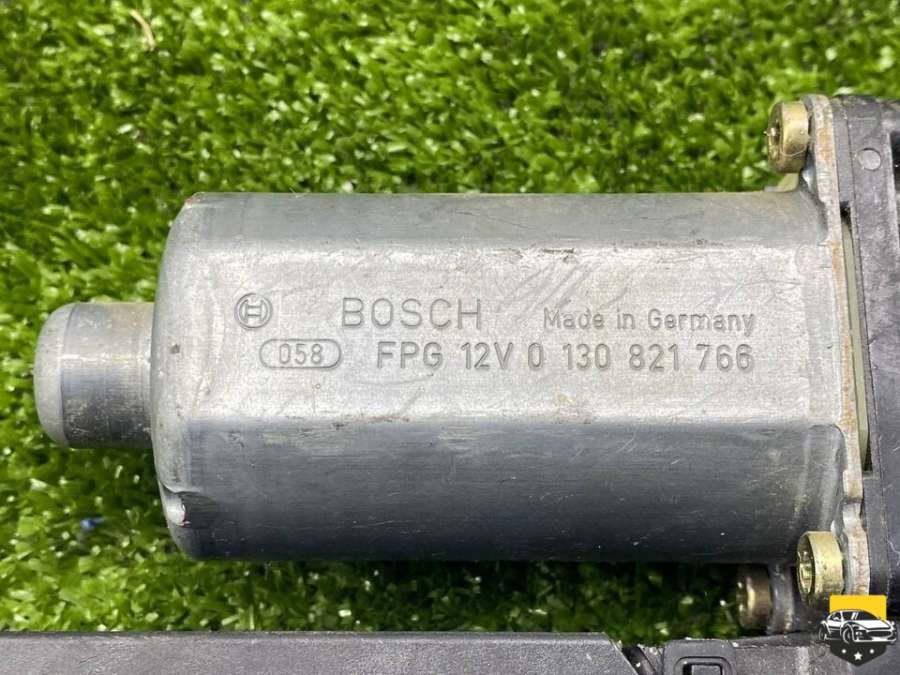 BOSCH Made in Germany
058 FPG 12V 0 130 821 766